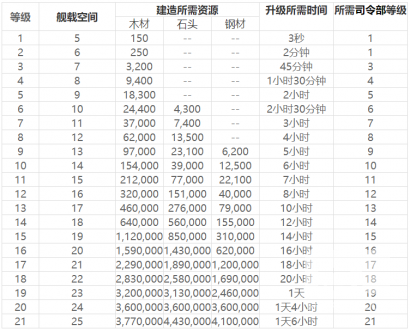 等级 舰载空间 建造所需资源 升级所需时间 所需司令部等级
木材 石头 钢材
1 5 150 -- -- 3秒 1
2 6 250 -- -- 2分钟 1
3 7 3,200 -- -- 45分钟 3
4 8 9,400 -- -- 1小时30分钟 4
5 9 18,300 -- -- 2小时 5
6 10 24,400 4,300 -- 2小时30分钟 6
7 11 37,000 7,400 -- 3小时 7
8 12 62,000 13,500 -- 4小时 8
9 13 97,000 23,100 6,200 5小时 9
10 14 154,000 39,000 12,500 6小时 10
11 15 212,000 77,000 22,100 7小时 11
12 16 320,000 151,000 40,000 8小时 12
13 17 460,000 276,000 79,000 10小时 13
14 18 640,000 560,000 155,000 12小时 14
15 19 1,120,000 850,000 310,000 14小时 15
16 20 1,590,000 1,430,000 620,000 16小时 16
17 21 2,290,000 1,890,000 1,200,000 18小时 17
18 22 2,830,000 2,580,000 1,690,000 20小时 18
19 23 3,200,000 3,130,000 2,460,000 1天 19
20 24 3,600,000 3,600,000 3,600,000 1天4小时 20
21 25 3,770,000 4,430,000 4,100,000 1天6小时 21